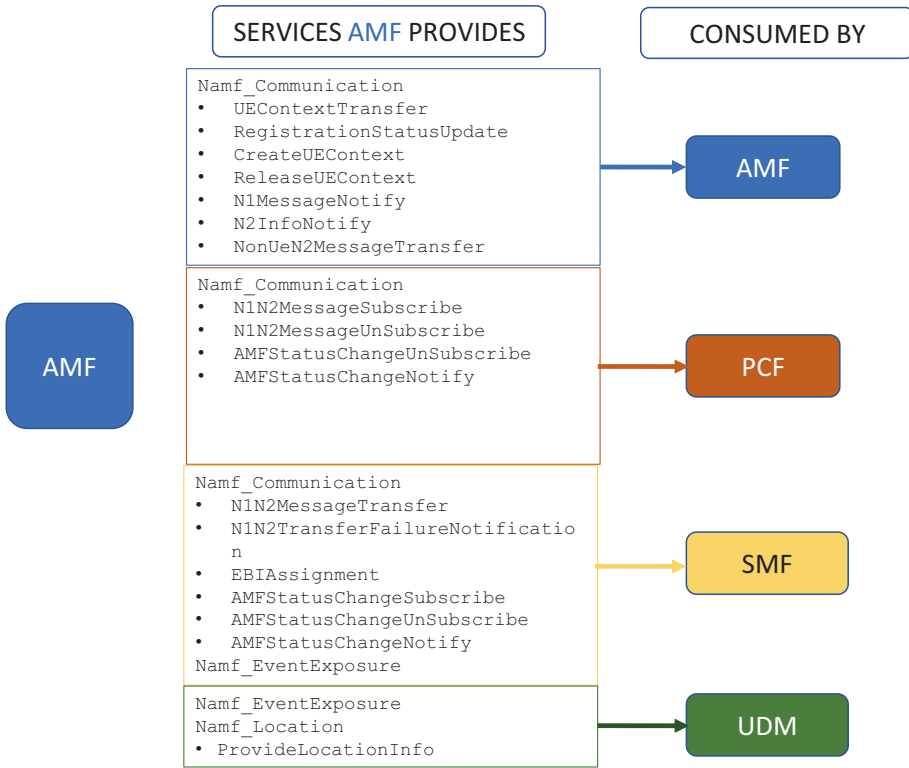 SERVICES AMF PROVIDES
CONSUMED BY
Namf_Communication
• UEContextTransfer
• RegistrationStatusUpdate
• CreateUEContext
• ReleaseUEContext
• N1MessageNotify
• N2InfoNotify
• NonUeN2MessageTransfer
AMF
Namf_Communication
• N1N2MessageSubscribe
• N1N2MessageUnSubscribe
• AMFStatusChangeUnSubscribe
• AMFStatusChangeNotify
AMF
PCF
Namf_Communication
• N1N2MessageTransfer
• N1N2TransferFailureNotificatio
n
• EBIAssignment
• AMFStatusChangeSubscribe
• AMFStatusChangeUnSubscribe
• AMFStatusChangeNotify
Namf_EventExposure
SMF
Namf_EventExposure
Namf_Location
• ProvideLocationInfo
UDM